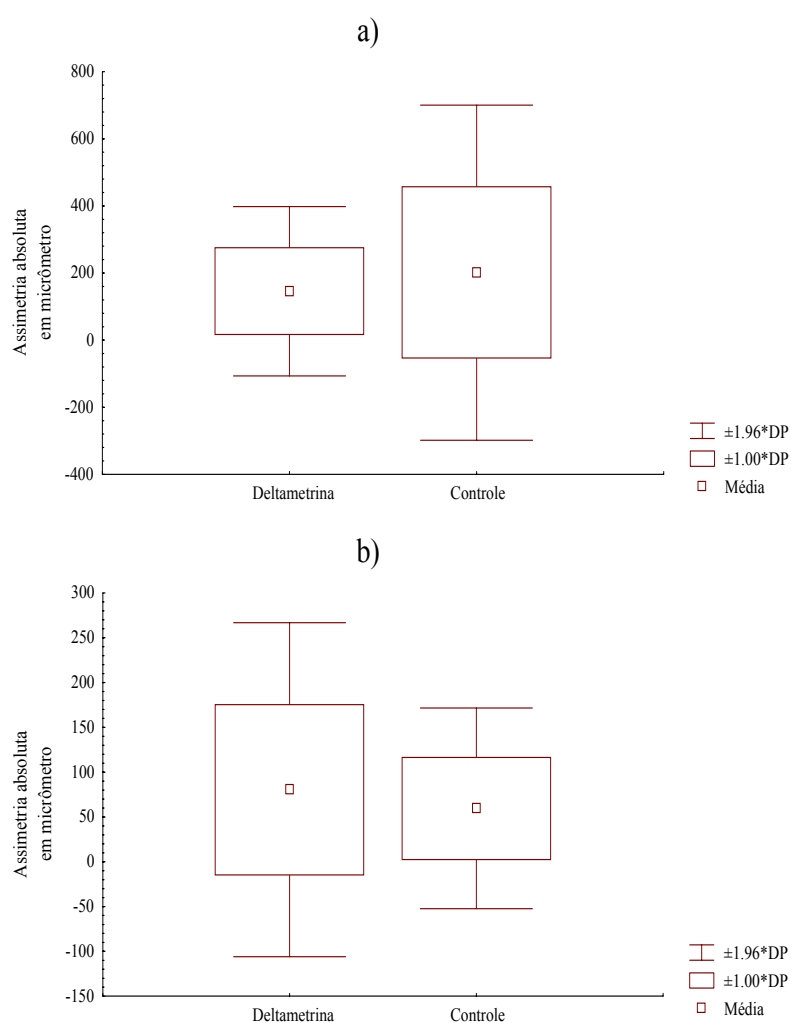 a)
800
600
400
200
0
-200
-400
Assimetria absoluta
em micrômetro
Deltametrina
Controle
±1.96*DP
±1.00*DP
Média
b)
300
250
200
150
100
50
0
-50
-100
-150
Assimetria absoluta
em micrômetro
Deltametrina
Controle
±1.96*DP
±1.00*DP
Média